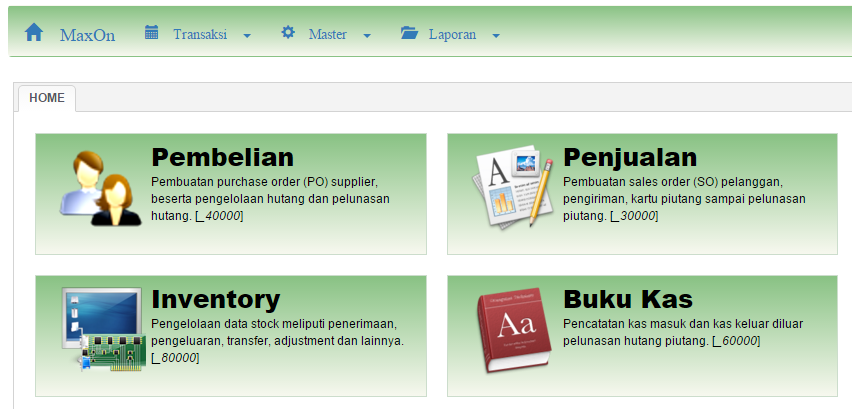 MaxOn Transaksi Master Laporan
HOME
Pembelian
Pembuatan purchase order (PO) supplier,
beserta pengelolaan hutang dan pelunasan
hutang. [_40000]
Penjualan
Pembuatan sales order (SO) pelanggan,
pengiriman, kartu piutang sampai pelunasan
piutang. [_30000]
Inventory
Pengelolaan data stock meliputi penerimaan,
pengeluaran, transfer, adjustment dan lainnya.
[_80000]
Buku Kas
Pencatatan kas masuk dan kas keluar diluar
pelunasan hutang piutang. [_60000]
A
Aa